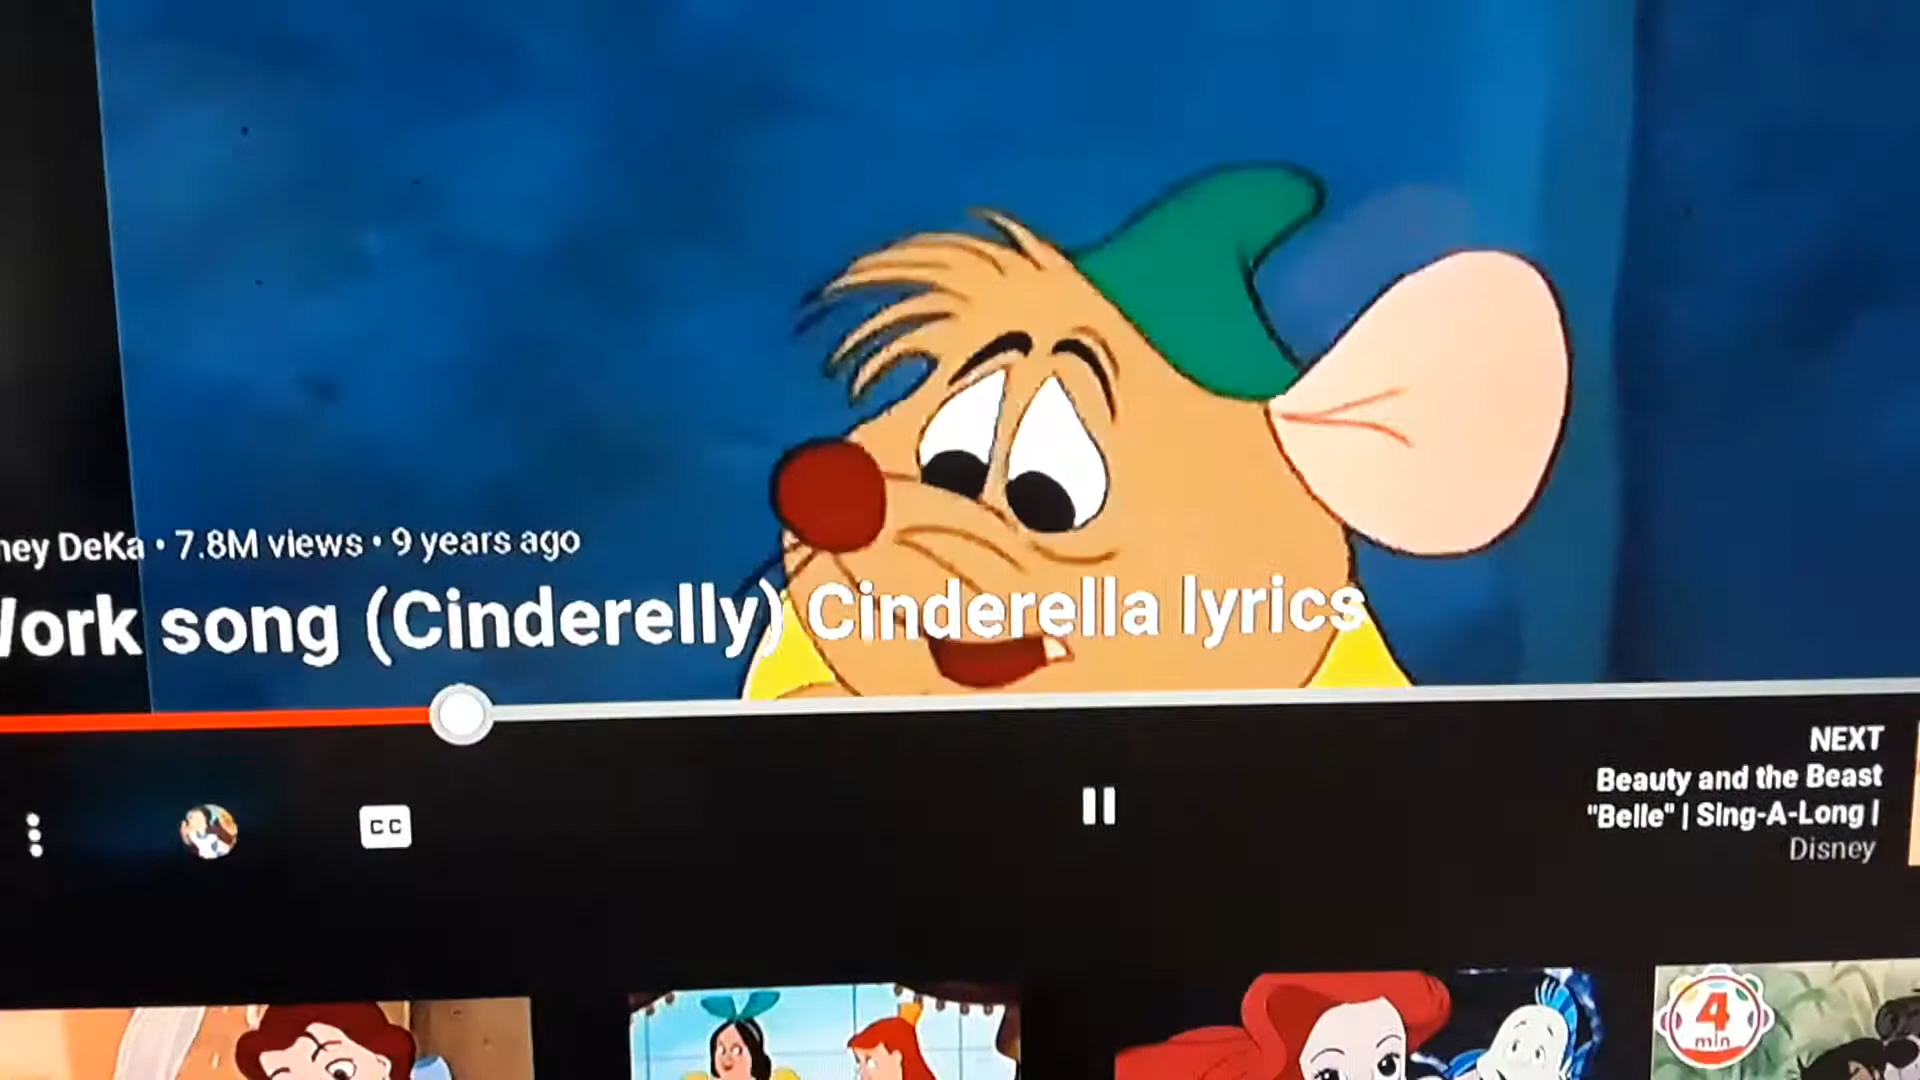 ney DeKa • 7.8M views • 9 years ago
Work song (Cinderelly) Cinderella lyrics
NEXT
Beauty and the Beast
"Belle" | Sing-A-Long |
Disney
CC
4
min